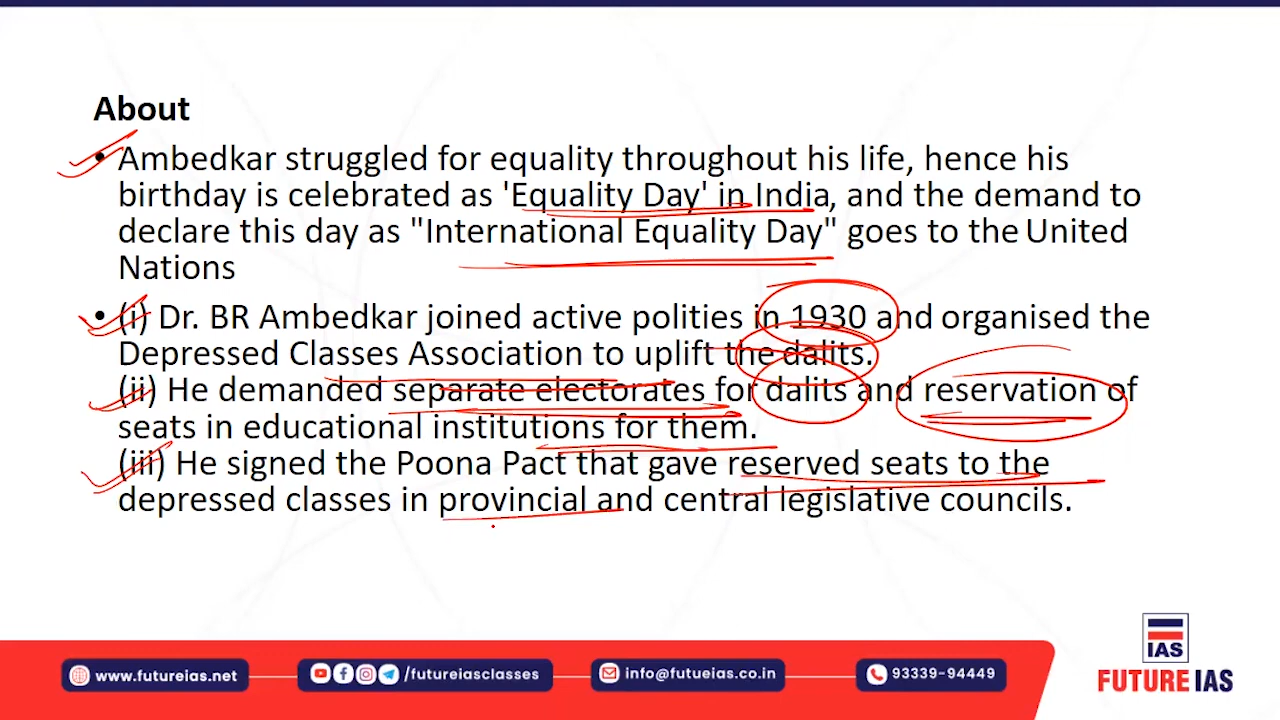 About
• Ambedkar struggled for equality throughout his life, hence his
birthday is celebrated as 'Equality Day' in India, and the demand to
declare this day as "International Equality Day" goes to the United
Nations
• (i) Dr. BR Ambedkar joined active polities in 1930 and organised the
Depressed Classes Association to uplift the dalits.
(ii) He demanded separate electorates for dalits and reservation of
seats in educational institutions for them.
(iii) He signed the Poona Pact that gave reserved seats to the
depressed classes in provincial and central legislative councils.
IAS
FUTURE IAS
www.futureias.net
/futureiasclasses
info@futueias.co.in
93339-94449